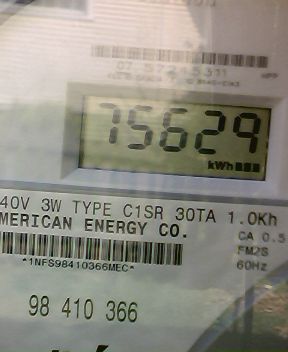 75629
kWh
40V 3W TYPE C1SR 30TA 1.0Kh
MERICAN ENERGY CO.
CA 0.5
*1NFS98410366MEC*
FM2S
60Hz
98 410 366